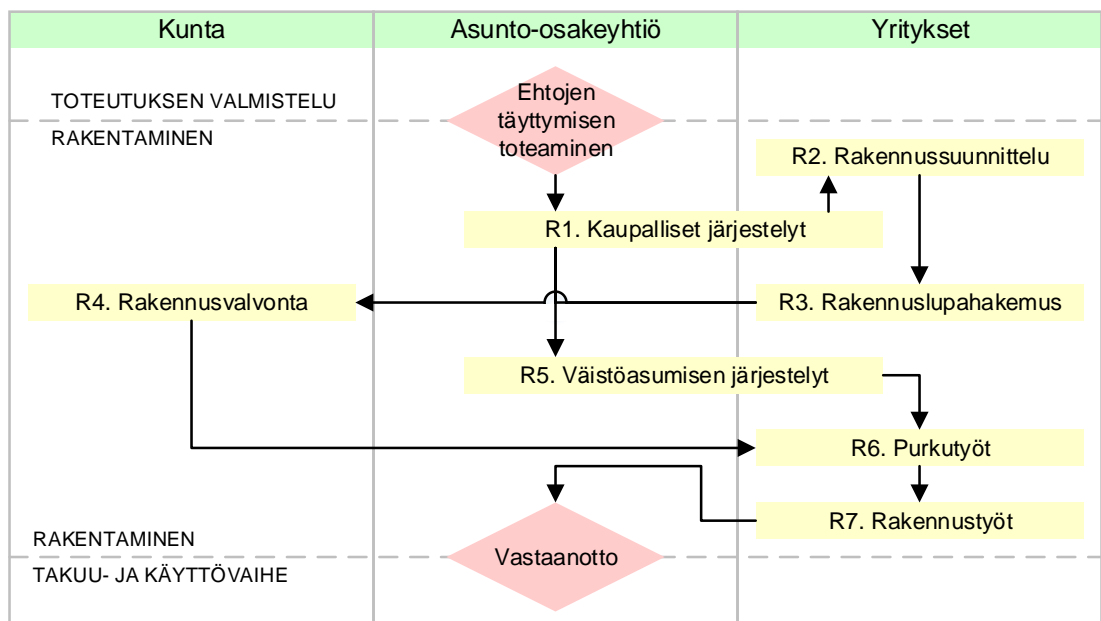 Kunta
Asunto-osakeyhtiö
Yritykset
TOTEUTUKSEN VALMISTELU
RAKENTAMINEN
Ehtojen
täyttymisen
toteaminen
R2. Rakennussuunnittelu
R1. Kaupalliset järjestelyt
R4. Rakennusvalvonta
R3. Rakennuslupahakemus
R5. Väistöasumisen järjestelyt
R6. Purkutyöt
R7. Rakennustyöt
RAKENTAMINEN
Vastaanotto
TAKUU- JA KÄYTTÖVAIHE